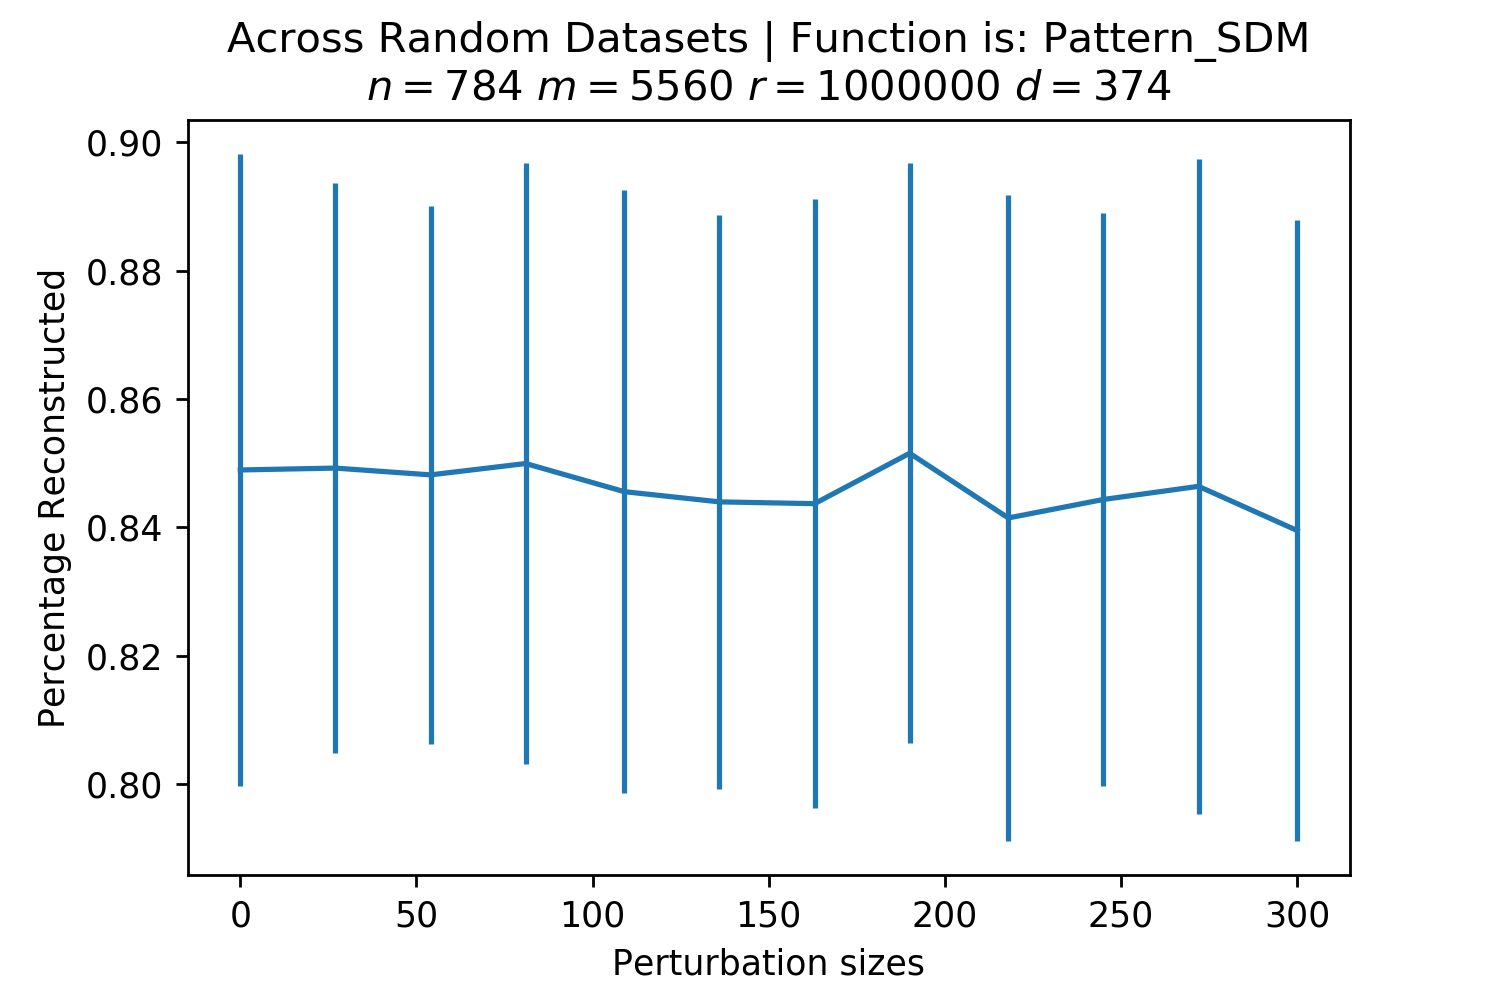 Across Random Datasets | Function is: Pattern_SDM
n = 784 m = 5560 r = 1000000 d = 374
0.90
0.88
0.86
0.84
0.82
0.80
Percentage Reconstructed
0 50 100 150 200 250 300
Perturbation sizes